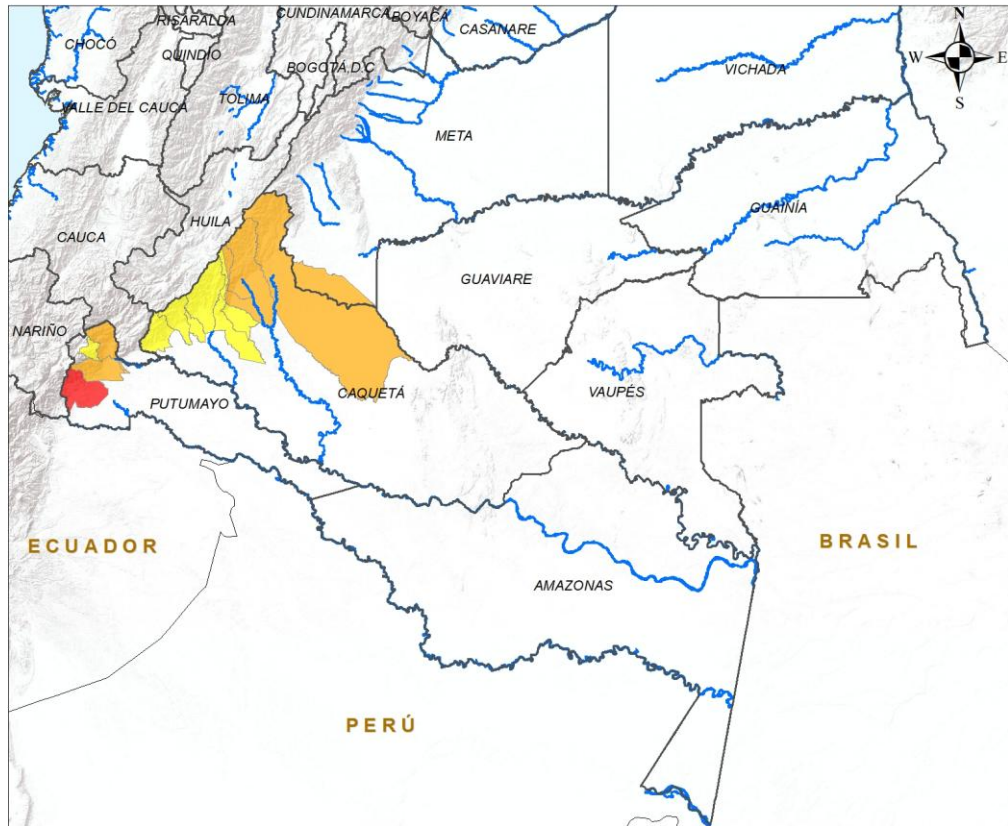 CUNDINAMARCA
BOYACÁ
RISARALDA
CASANARE
N
CHOCÓ
QUINDÍO
BOGOTÁ D.C
W
E
VICHADA
TOLIMA
S
VALLE DEL CAUCA
META
GUAINÍA
HUILA
CAUCA
GUAVIARE
NARIÑO
CAQUETÁ
VAUPÉS
PUTUMAYO
ECUADOR
BRASIL
AMAZONAS
PERÚ